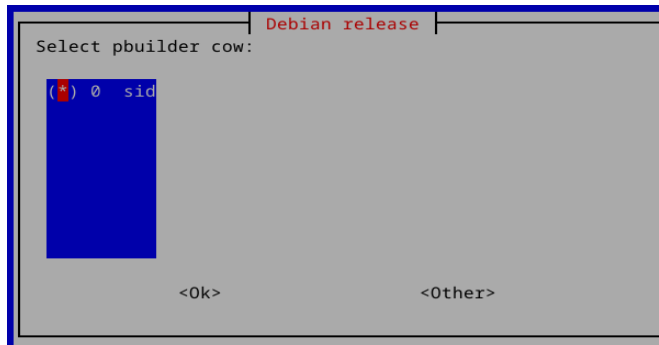 Debian release
Select pbuilder cow:
(*) 0 sid
<Ok> <Other>